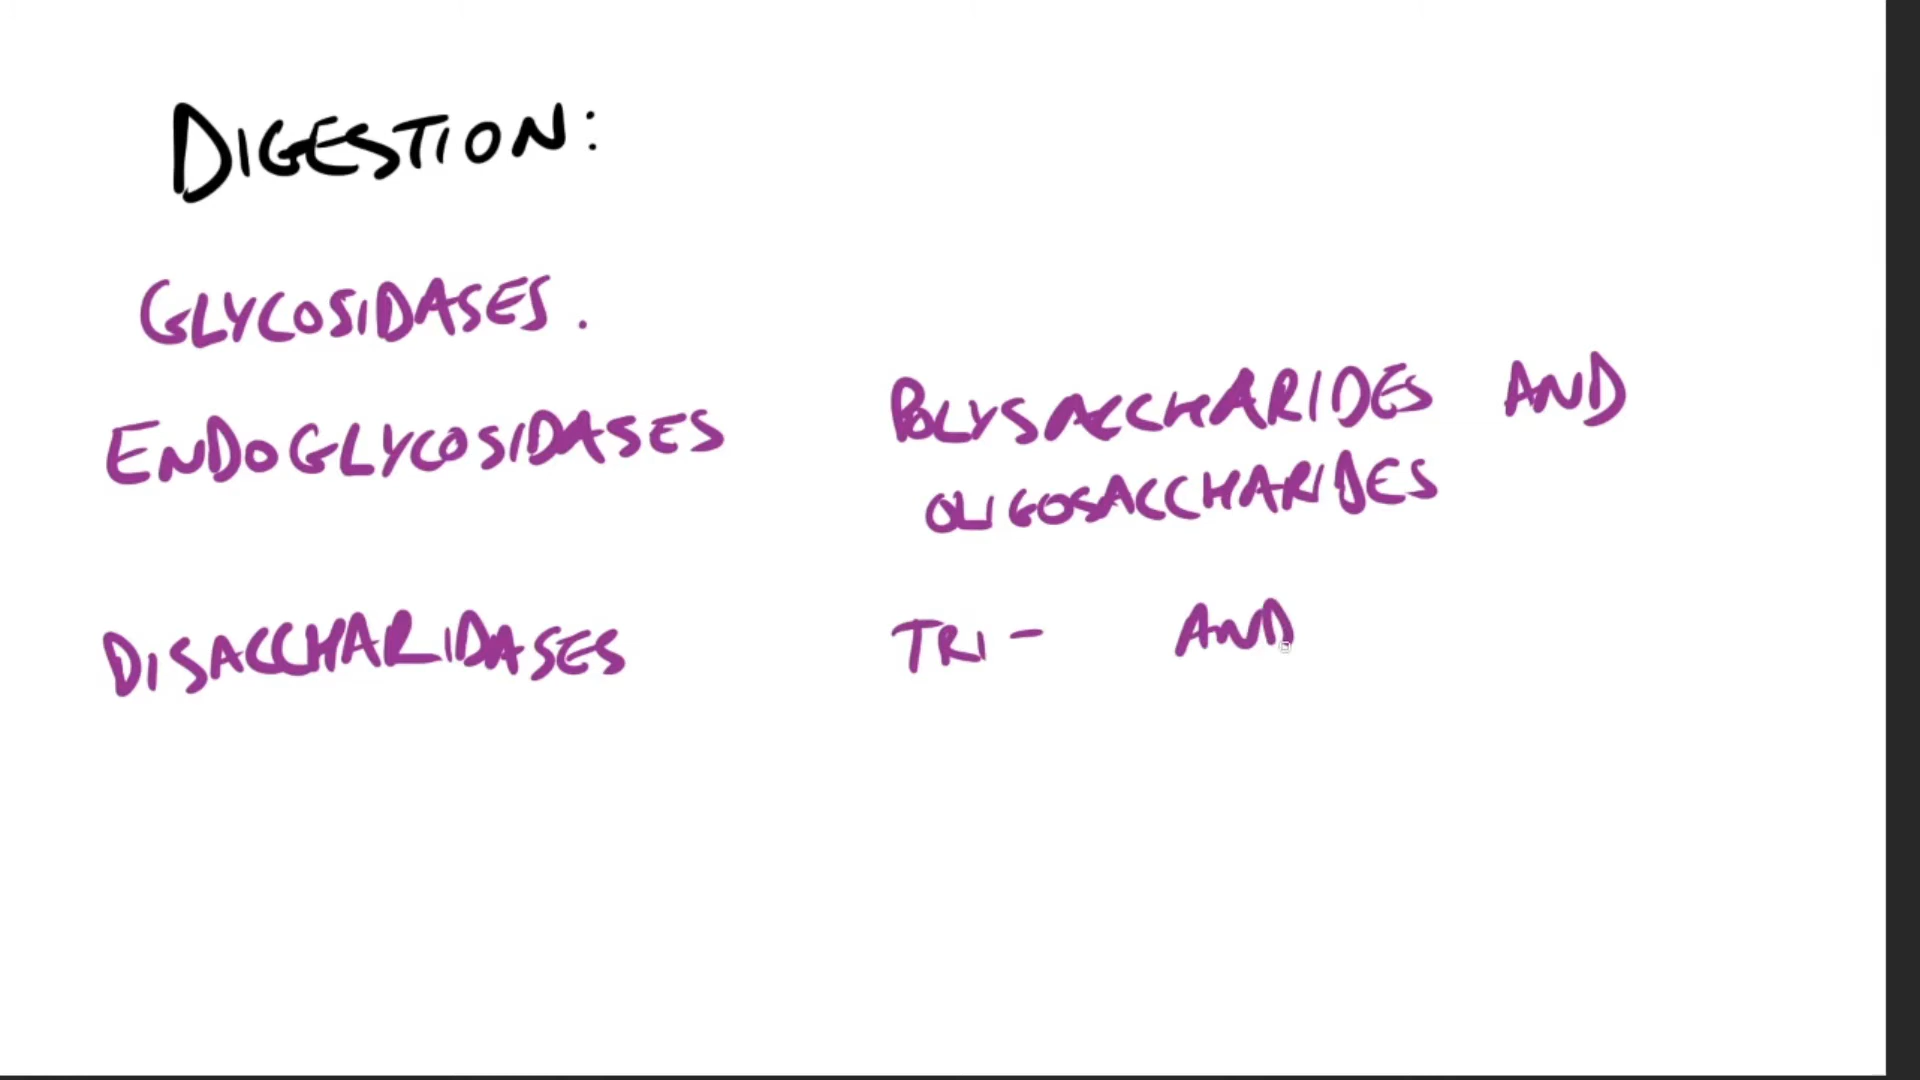 DIGESTION:
GLYCOSIDASES.
ENDOGLYCOSIDASES
POLYSACCHARIDES AND
OLIGOSACCHARIDES
DISACCHARIDASES
TRI- AND